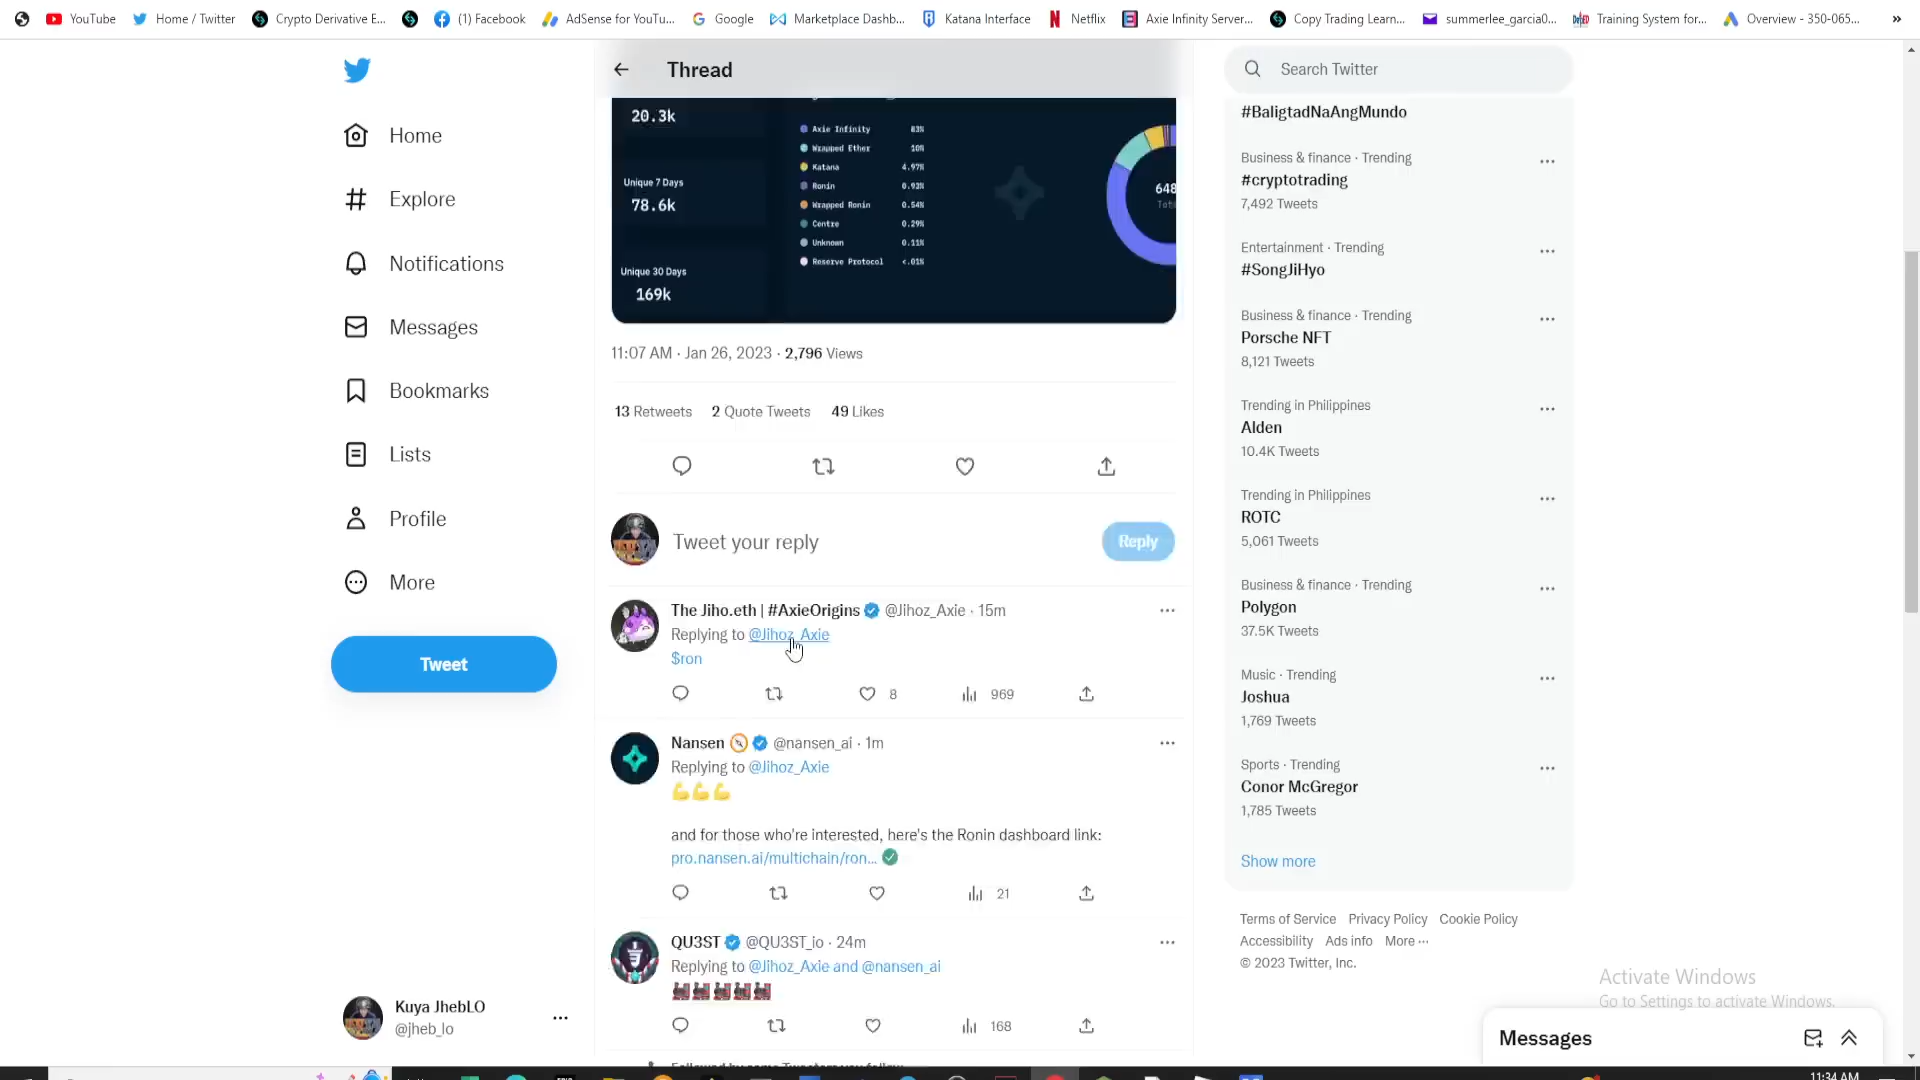 YouTube
Home / Twitter
Crypto Derivative E...
(1) Facebook
AdSense for YouTu...
Google
Marketplace Dashb...
Katana Interface
Netflix
Axie Infinity Server...
Copy Trading Learn...
summerlee_garcia0...
Training System for...
Overview - 350-065...
»
Home
Explore
Notifications
Messages
Bookmarks
Lists
Profile
More
Tweet
Kuya JhebLO
@jheb_lo
Thread
20.3k
Unique 7 Days
78.6k
Unique 30 Days
169k
Axie Infinity 83%
Wrapped Ether 10%
Katana 4.97%
Ronin 0.93%
Wrapped Ronin 0.54%
Centre 0.29%
Unknown 0.11%
Reserve Protocol <.01%
648
11:07 AM · Jan 26, 2023 · 2,796 Views
13 Retweets 2 Quote Tweets 49 Likes
Tweet your reply
Reply
The Jiho.eth | #AxieOrigins @Jihoz_Axie · 15m
Replying to @Jihoz_Axie
$ron
8 969
Nansen @nansen_ai · 1m
Replying to @Jihoz_Axie
💪💪💪
and for those who're interested, here's the Ronin dashboard link:
pro.nansen.ai/multichain/ron...
21
QU3ST @QU3ST_io · 24m
Replying to @Jihoz_Axie and @nansen_ai
🚂🚂🚂🚂🚂
168
Search Twitter
#BaligtadNaAngMundo
Business & finance · Trending
#cryptotrading
7,492 Tweets
Entertainment · Trending
#SongJiHyo
Business & finance · Trending
Porsche NFT
8,121 Tweets
Trending in Philippines
Alden
10.4K Tweets
Trending in Philippines
ROTC
5,061 Tweets
Business & finance · Trending
Polygon
37.5K Tweets
Music · Trending
Joshua
1,769 Tweets
Sports · Trending
Conor McGregor
1,785 Tweets
Show more
Terms of Service Privacy Policy Cookie Policy
Accessibility Ads info More ···
© 2023 Twitter, Inc.
Activate Windows
Go to Settings to activate Windows.
Messages
11:34 AM